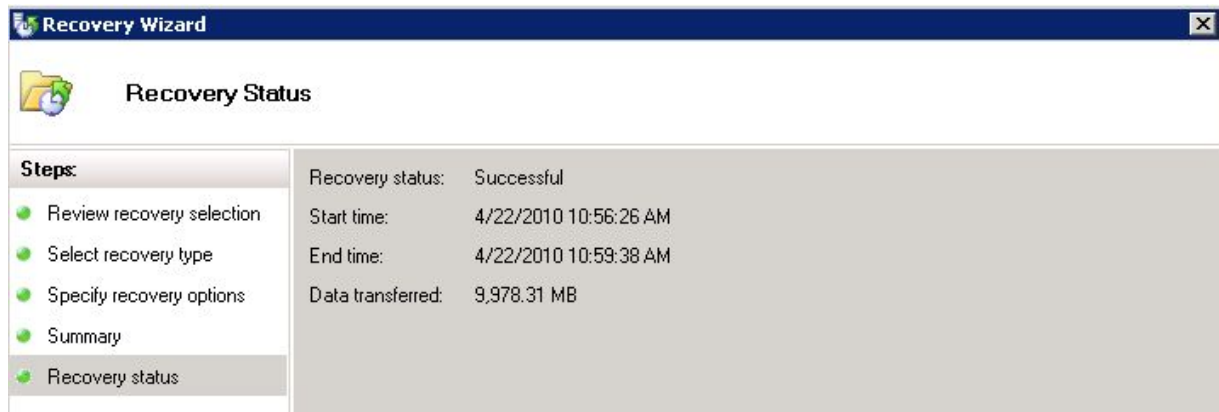 Recovery Wizard
Recovery Status
Steps:
Review recovery selection
Select recovery type
Specify recovery options
Summary
Recovery status
Recovery status: Successful
Start time: 4/22/2010 10:56:26 AM
End time: 4/22/2010 10:59:38 AM
Data transferred: 9,978.31 MB